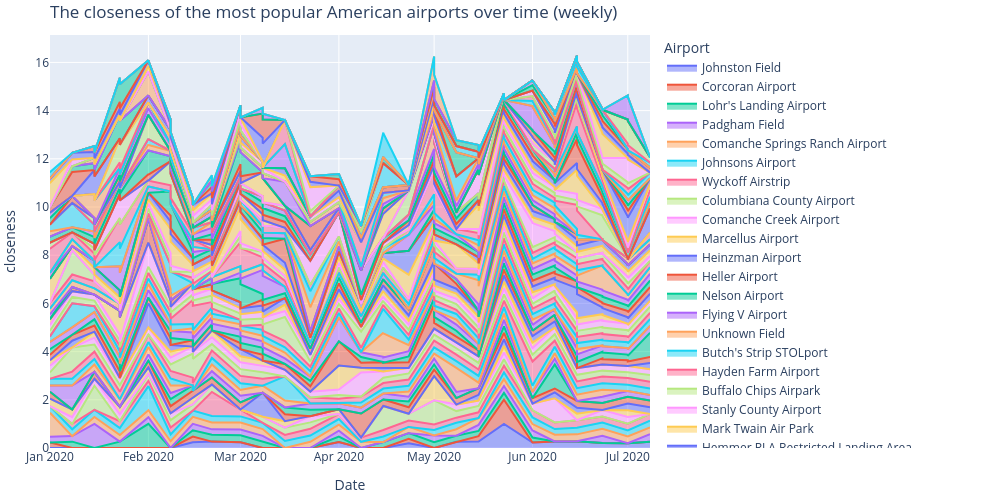 The closeness of the most popular American airports over time (weekly)
closeness
16
14
12
10
8
6
4
2
0
Jan 2020
Feb 2020
Mar 2020
Apr 2020
May 2020
Jun 2020
Jul 2020
Date
Airport
Johnston Field
Corcoran Airport
Lohr's Landing Airport
Padgham Field
Comanche Springs Ranch Airport
Johnsons Airport
Wyckoff Airstrip
Columbiana County Airport
Comanche Creek Airport
Marcellus Airport
Heinzman Airport
Heller Airport
Nelson Airport
Flying V Airport
Unknown Field
Butch's Strip STOLport
Hayden Farm Airport
Buffalo Chips Airpark
Stanly County Airport
Mark Twain Air Park
Hemmer RLA Restricted Landing Area